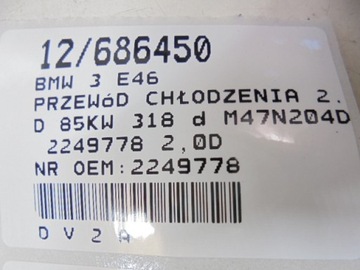 12/686450
BMW 3 E46
PRZEWÓD CHŁODZENIA 2.
D 85KW 318 d M47N204D
2249778 2,0D
NR OEM:2249778
D V 2 A